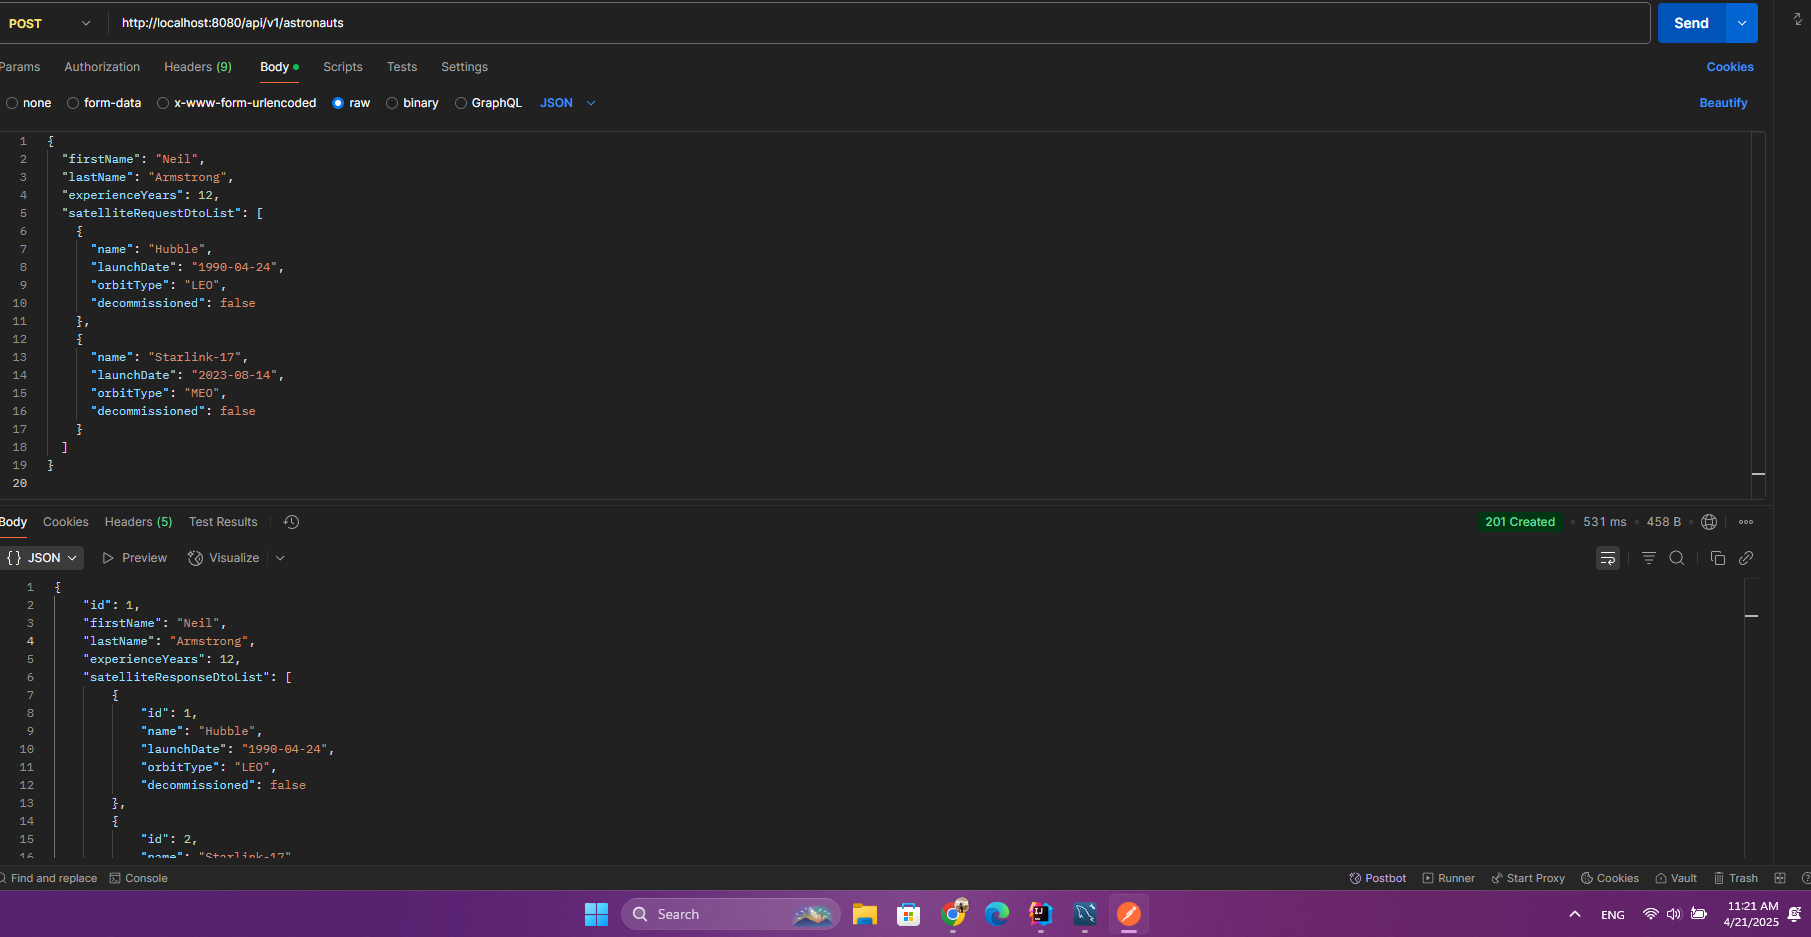 POST
http://localhost:8080/api/v1/astronauts
Send
Params Authorization Headers (9) Body Scripts Tests Settings Cookies
none form-data x-www-form-urlencoded raw binary GraphQL JSON Beautify
1 {
2 "firstName": "Neil",
3 "lastName": "Armstrong",
4 "experienceYears": 12,
5 "satelliteRequestDtoList": [
6 {
7 "name": "Hubble",
8 "launchDate": "1990-04-24",
9 "orbitType": "LEO",
10 "decommissioned": false
11 },
12 {
13 "name": "Starlink-17",
14 "launchDate": "2023-08-14",
15 "orbitType": "MEO",
16 "decommissioned": false
17 }
18 ]
19 }
20
Body Cookies Headers (5) Test Results 201 Created • 531 ms • 458 B
{} JSON Preview Visualize
1 {
2 "id": 1,
3 "firstName": "Neil",
4 "lastName": "Armstrong",
5 "experienceYears": 12,
6 "satelliteResponseDtoList": [
7 {
8 "id": 1,
9 "name": "Hubble",
10 "launchDate": "1990-04-24",
11 "orbitType": "LEO",
12 "decommissioned": false
13 },
14 {
15 "id": 2,
16 "name": "Starlink-17"
Find and replace Console Postbot Runner Start Proxy Cookies Vault Trash
Search
ENG
11:21 AM
4/21/2025